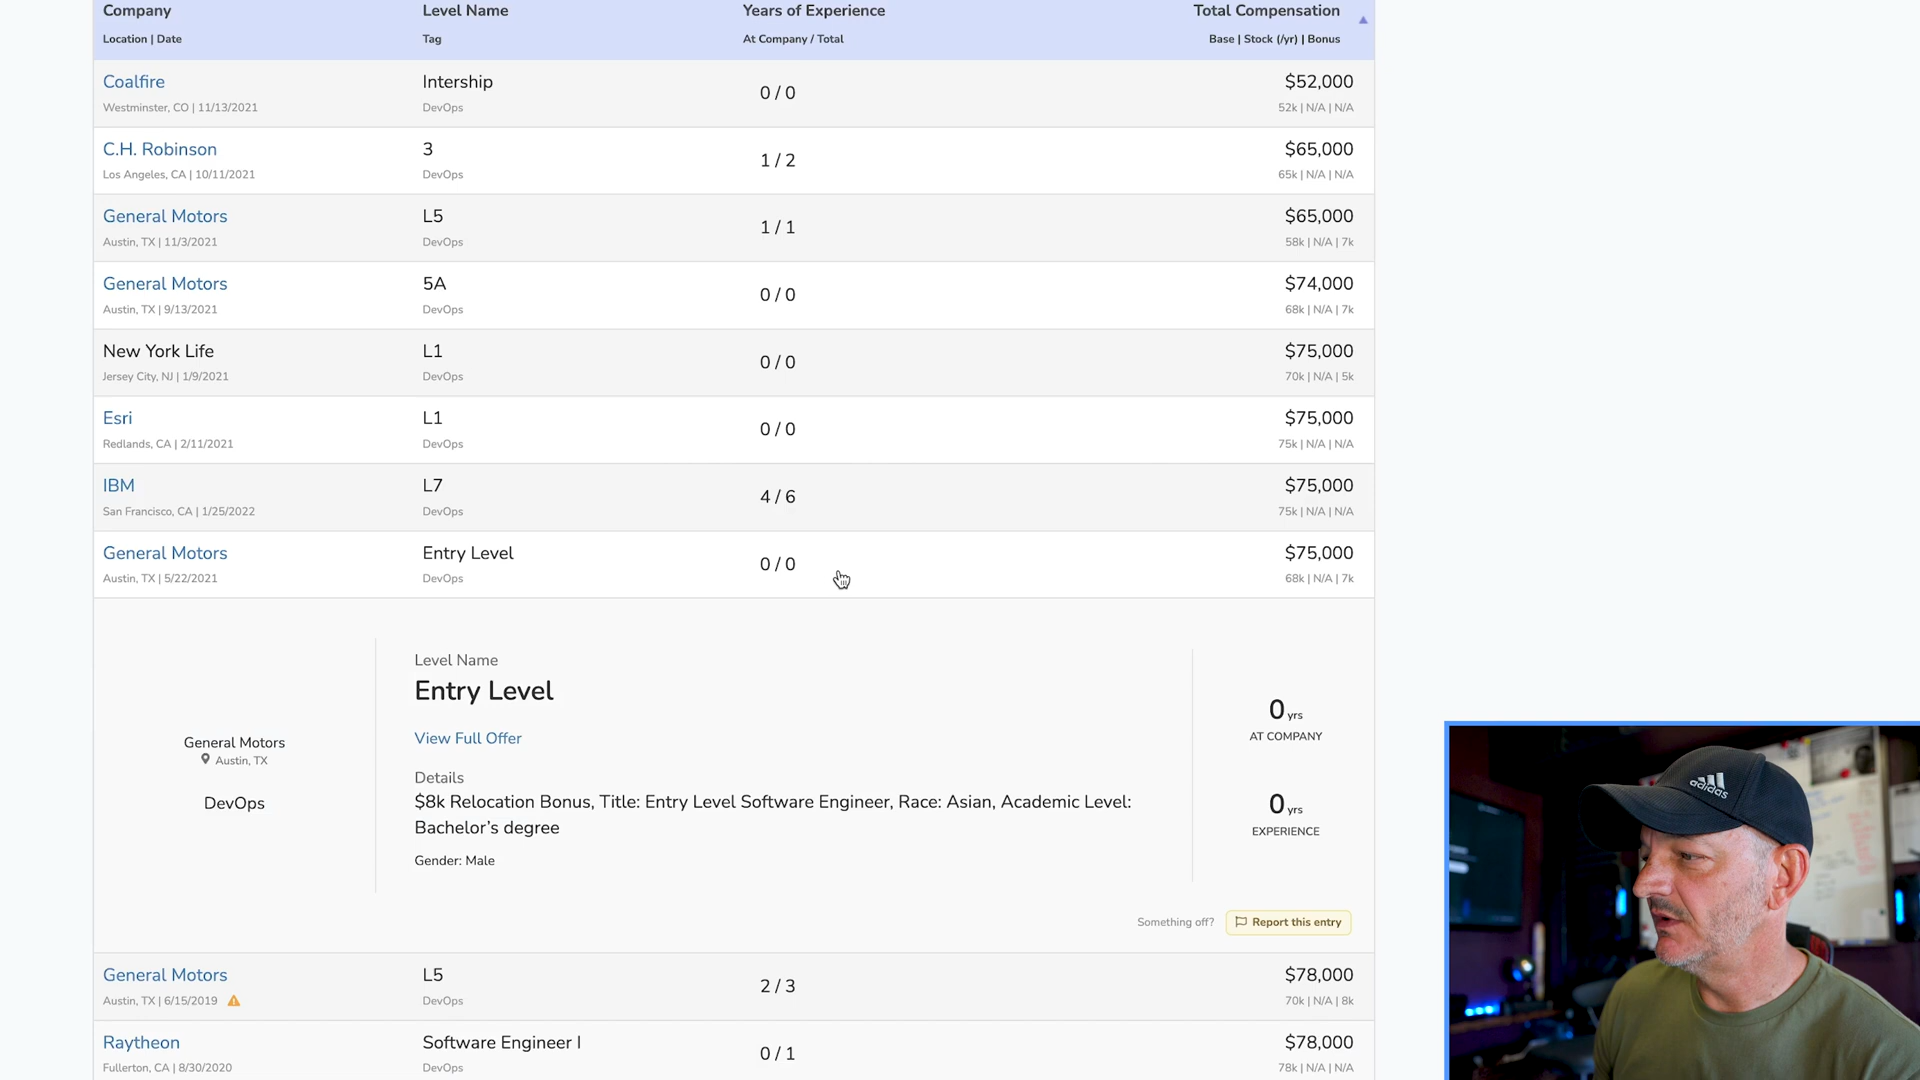 Company Level Name Years of Experience Total Compensation
Location | Date Tag At Company / Total Base | Stock (/yr) | Bonus
Coalfire Intership 0 / 0 $52,000
Westminster, CO | 11/13/2021 DevOps 52k | N/A | N/A
C.H. Robinson 3 1 / 2 $65,000
Los Angeles, CA | 10/11/2021 DevOps 65k | N/A | N/A
General Motors L5 1 / 1 $65,000
Austin, TX | 11/3/2021 DevOps 58k | N/A | 7k
General Motors 5A 0 / 0 $74,000
Austin, TX | 9/13/2021 DevOps 68k | N/A | 7k
New York Life L1 0 / 0 $75,000
Jersey City, NJ | 1/9/2021 DevOps 70k | N/A | 5k
Esri L1 0 / 0 $75,000
Redlands, CA | 2/11/2021 DevOps 75k | N/A | N/A
IBM L7 4 / 6 $75,000
San Francisco, CA | 1/25/2022 DevOps 75k | N/A | N/A
General Motors Entry Level 0 / 0 $75,000
Austin, TX | 5/22/2021 DevOps 68k | N/A | 7k
General Motors
Austin, TX
DevOps
Level Name
Entry Level
View Full Offer
Details
$8k Relocation Bonus, Title: Entry Level Software Engineer, Race: Asian, Academic Level:
Bachelor's degree
Gender: Male
0 yrs
AT COMPANY
0 yrs
EXPERIENCE
Something off? Report this entry
General Motors L5 2 / 3 $78,000
Austin, TX | 6/15/2019 DevOps 70k | N/A | 8k
Raytheon Software Engineer I 0 / 1 $78,000
Fullerton, CA | 8/30/2020 DevOps 78k | N/A | N/A
adidas